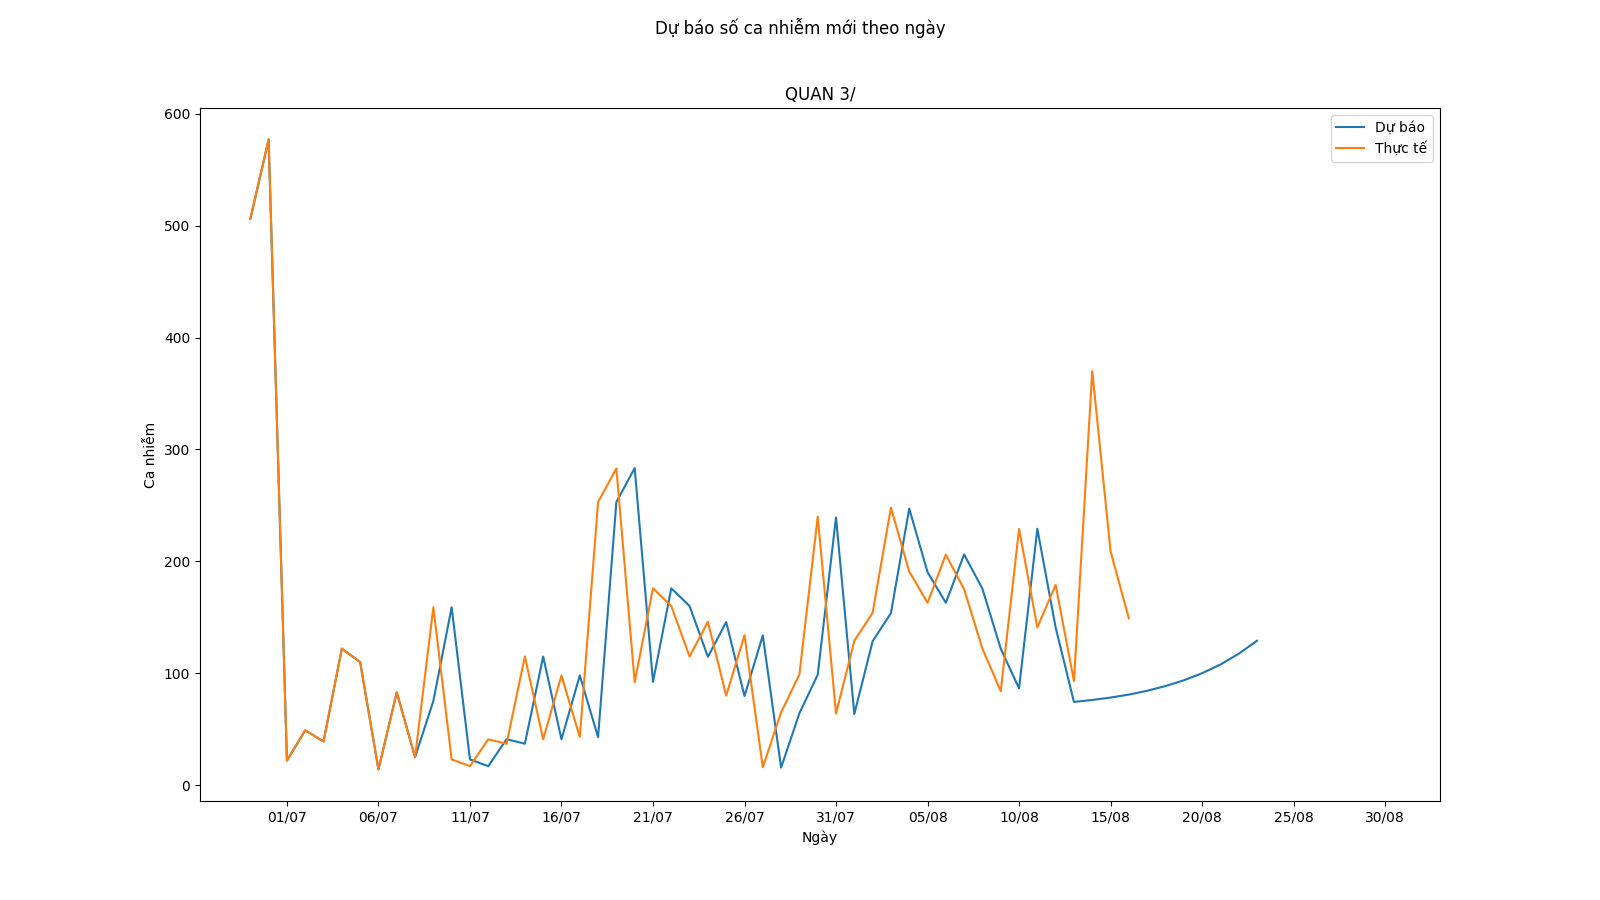 Dự báo số ca nhiễm mới theo ngày
QUAN 3/
Dự báo
Thực tế
600
500
400
300
200
100
0
Ca nhiễm
01/07 06/07 11/07 16/07 21/07 26/07 31/07 05/08 10/08 15/08 20/08 25/08 30/08
Ngày